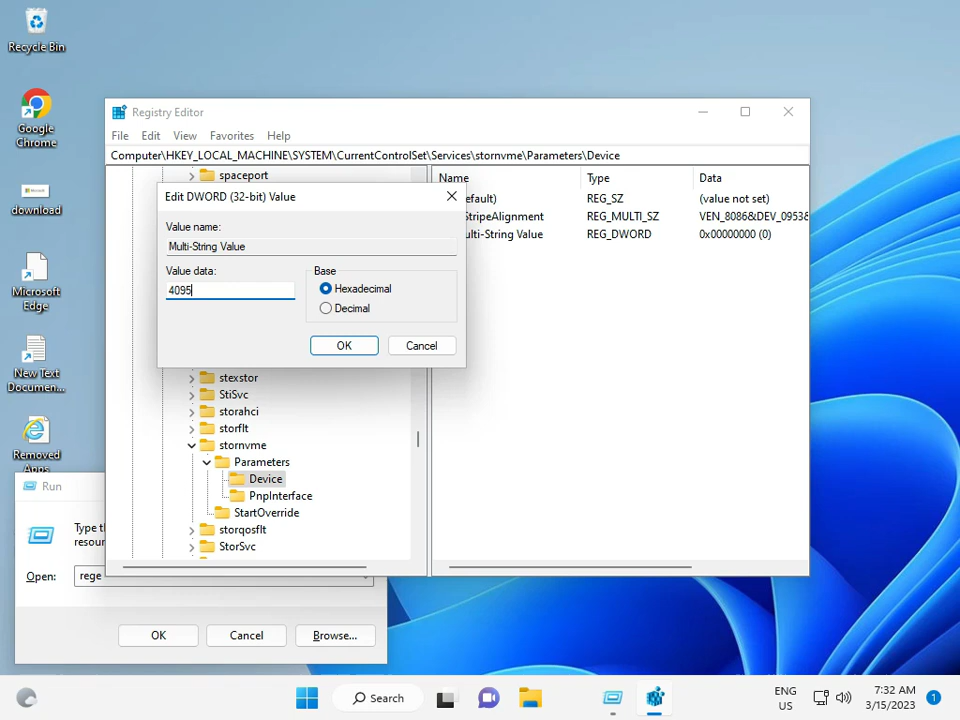 Recycle Bin
Google
Chrome
download
Microsoft
Edge
New Text
Documen...
Removed
Apps
Registry Editor
File Edit View Favorites Help
Computer\HKEY_LOCAL_MACHINE\SYSTEM\CurrentControlSet\Services\stornvme\Parameters\Device
spaceport
Name Type Data
efault) REG_SZ (value not set)
StripeAlignment REG_MULTI_SZ VEN_8086&DEV_0953&
ulti-String Value REG_DWORD 0x00000000 (0)
Edit DWORD (32-bit) Value
Value name:
Multi-String Value
Value data:
4095
Base
Hexadecimal
Decimal
OK Cancel
stexstor
StiSvc
storahci
storflt
stornvme
Parameters
Device
PnpInterface
StartOverride
storqosflt
StorSvc
Run
Type th
resour
Open: rege
OK Cancel Browse...
Search
ENG
US
7:32 AM
3/15/2023
1